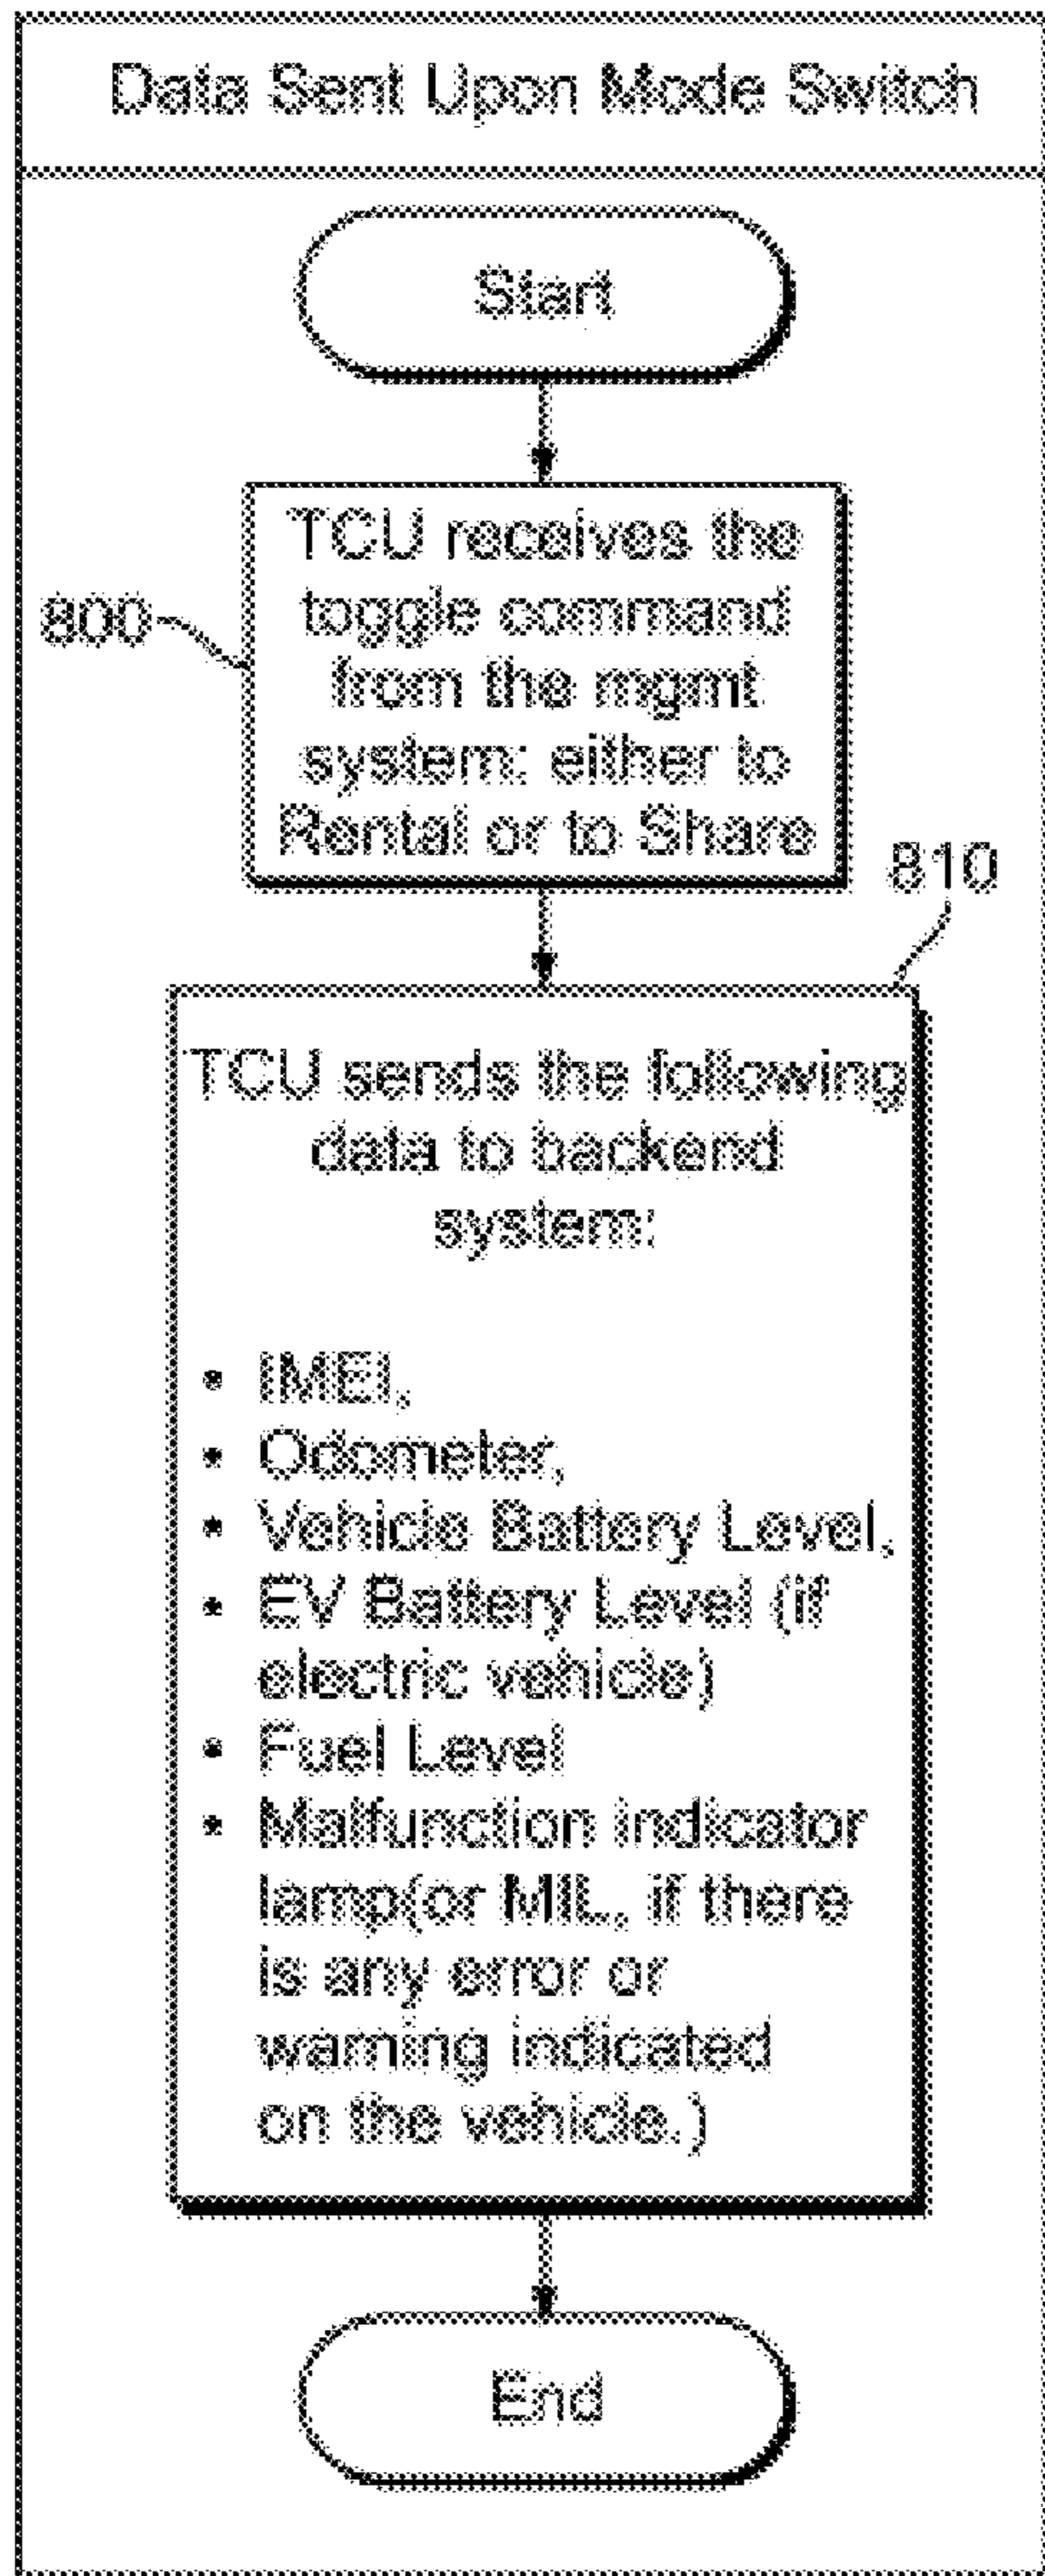 Data Sent Upon Mode Switch
Start
TCU receives the
toggle command
from the mgmt
system: either to
Rental or to Share
800
810
TCU sends the following
data to backend
system:
• IMEI,
• Odometer,
• Vehicle Battery Level,
• EV Battery Level (if
electric vehicle)
• Fuel Level
• Malfunction indicator
lamp(or MIL, if there
is any error or
warning indicated
on the vehicle.)
End